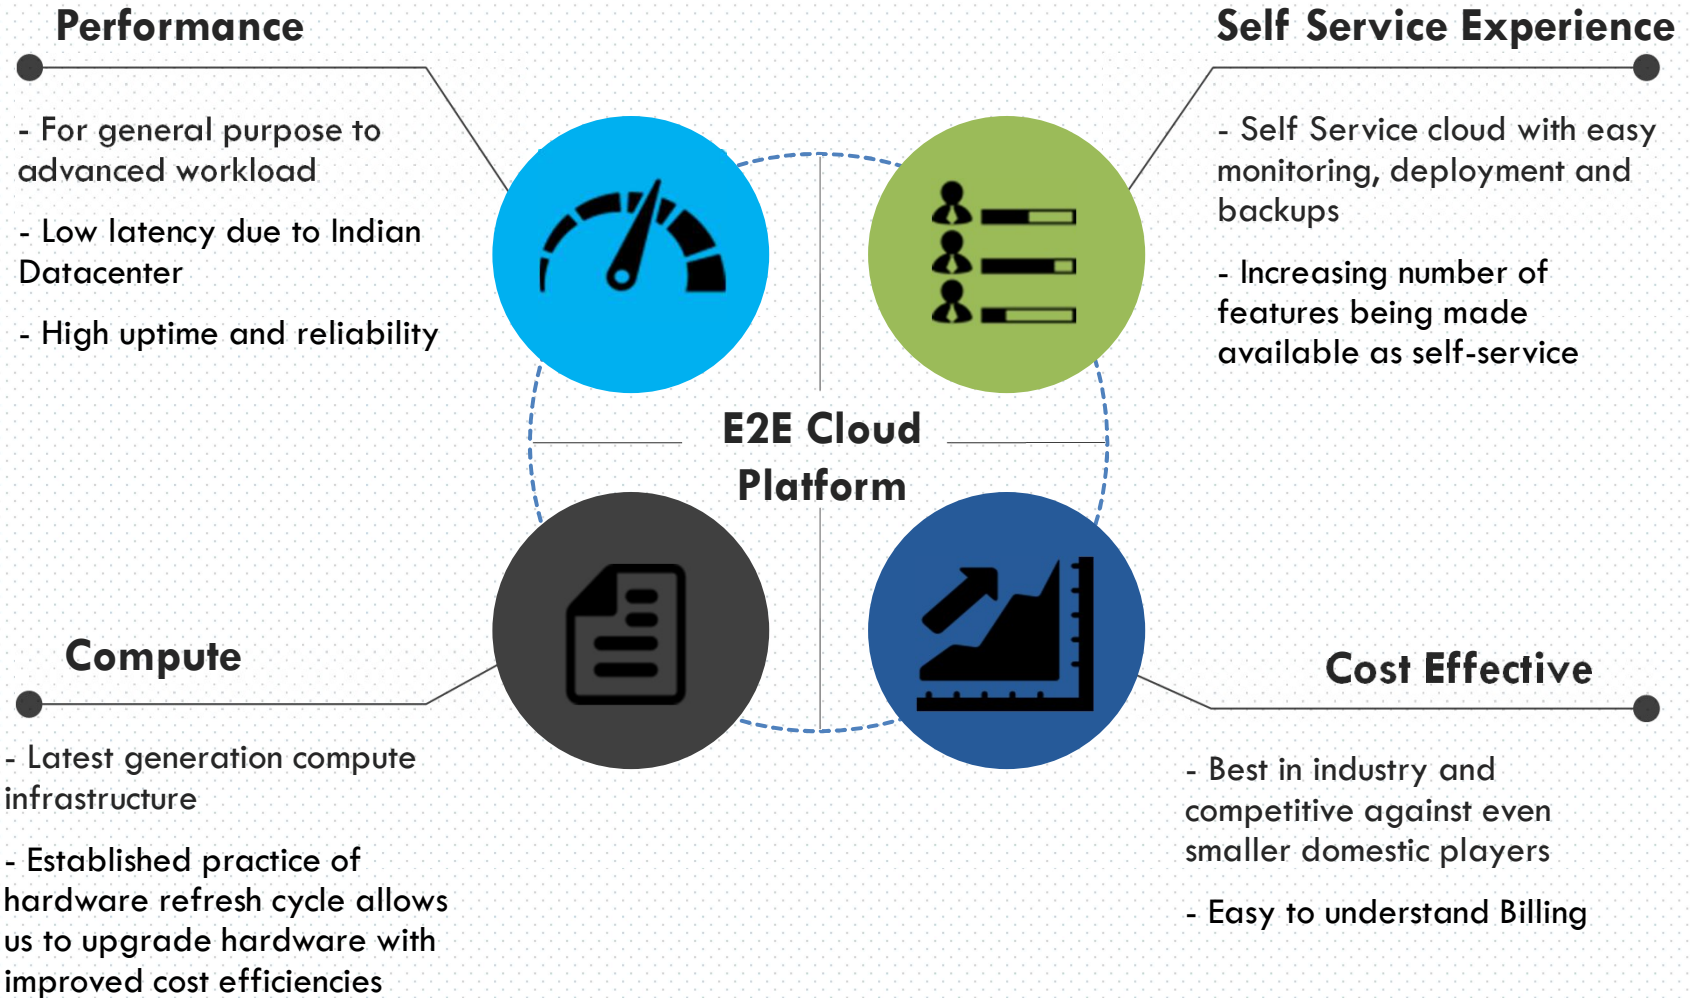 Performance
- For general purpose to
advanced workload
- Low latency due to Indian
Datacenter
- High uptime and reliability
Self Service Experience
- Self Service cloud with easy
monitoring, deployment and
backups
- Increasing number of
features being made
available as self-service
E2E Cloud
Platform
Compute
- Latest generation compute
infrastructure
- Established practice of
hardware refresh cycle allows
us to upgrade hardware with
improved cost efficiencies
Cost Effective
- Best in industry and
competitive against even
smaller domestic players
- Easy to understand Billing